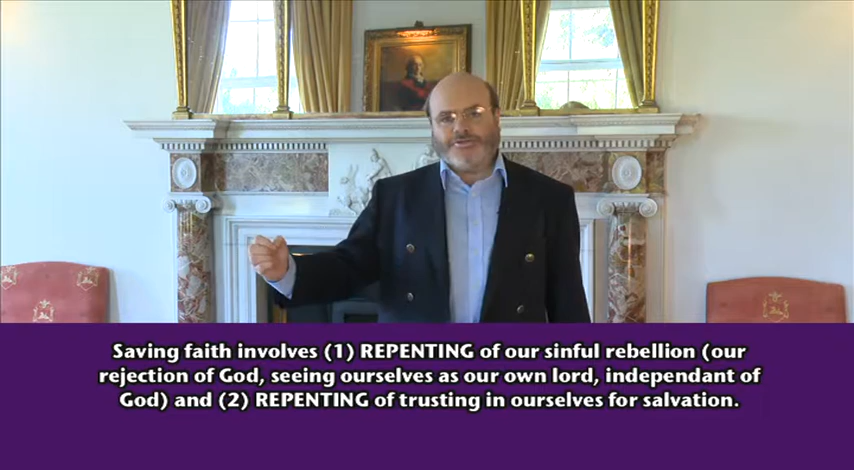 Saving faith involves (1) REPENTING of our sinful rebellion (our
rejection of God, seeing ourselves as our own lord, independant of
God) and (2) REPENTING of trusting in ourselves for salvation.